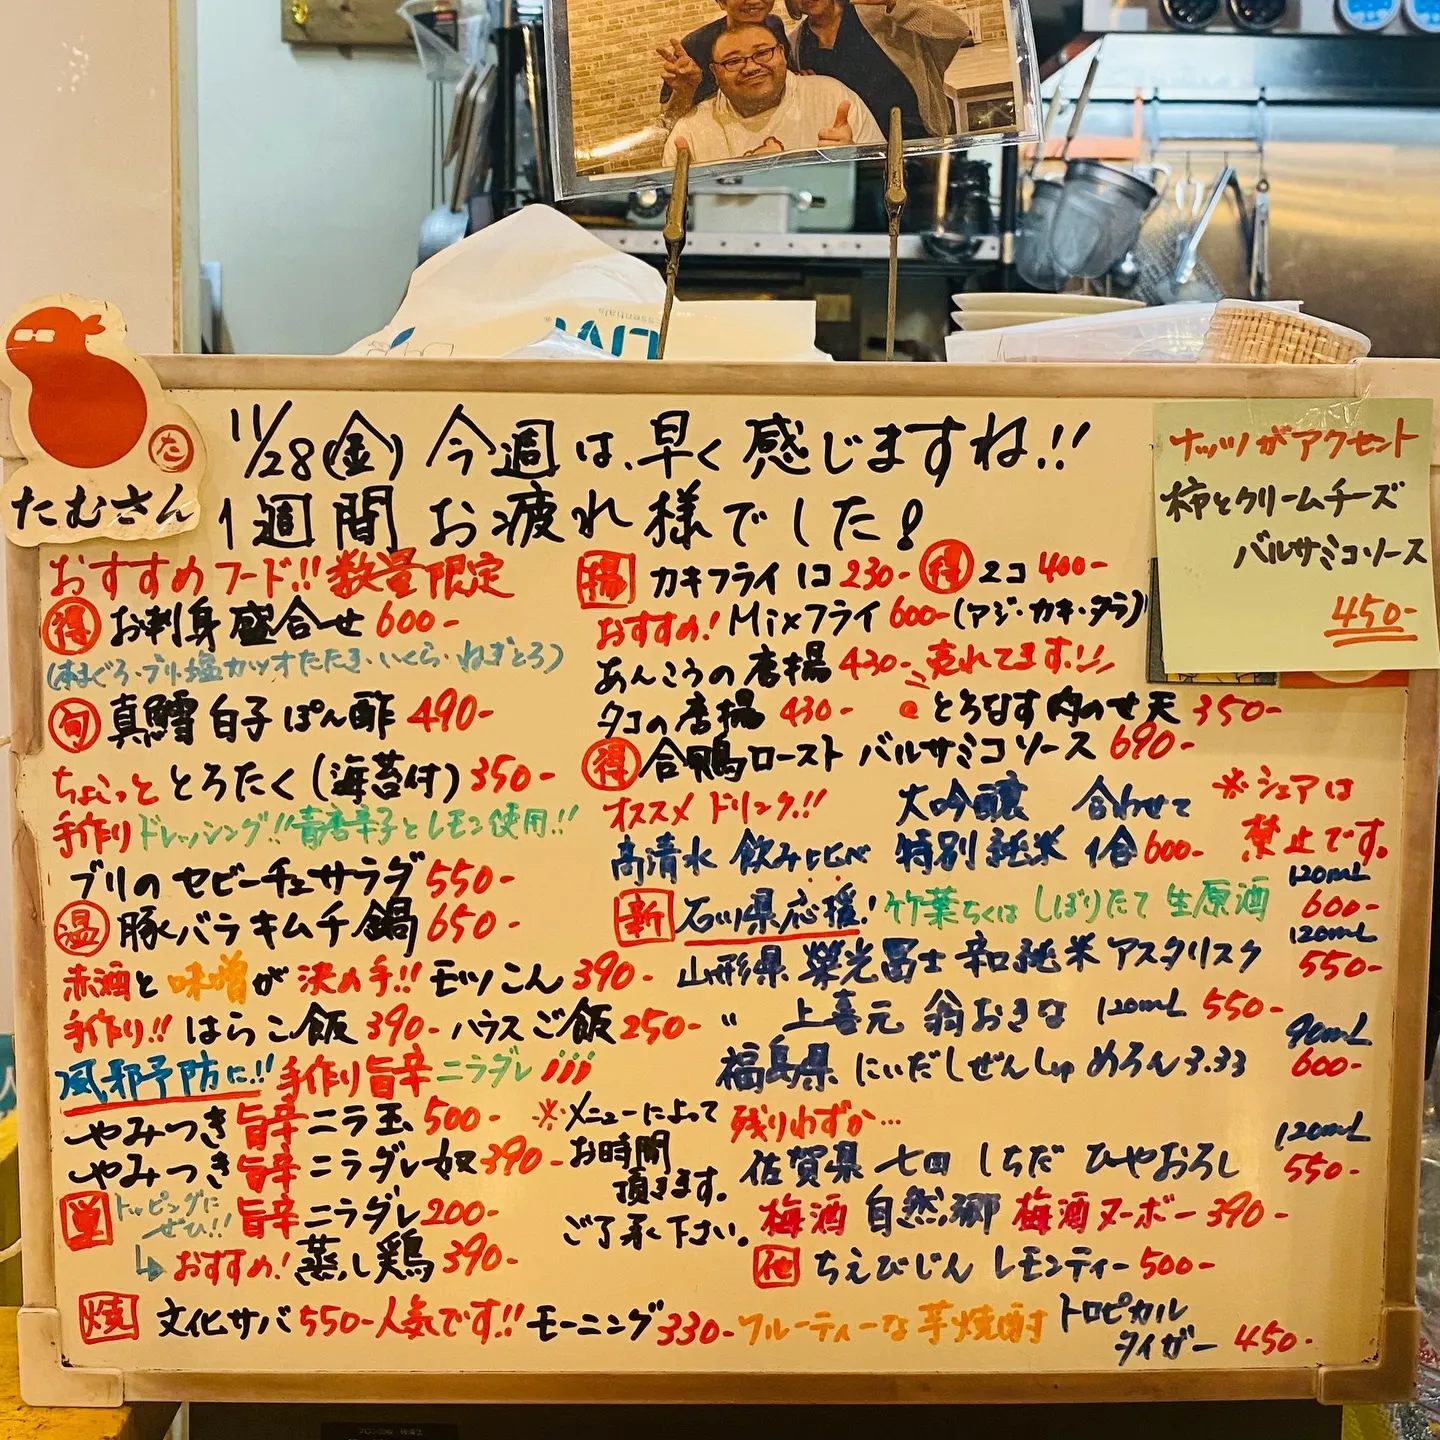 たむさん
11/28(金) 今週は、早く感じますね!!
1週間お疲れ様でした!
ナッツがアクセント
柿とクリームチーズ
バルサミコソース
450-
おすすめフード!! 数量限定
得 お刺身盛合せ 600-
(本まぐろ・ブリ・塩カツオたたき・いくら・ねぎとろ)
旬 真鱈白子ぽん酢 490-
ちょこっと とろたく(海苔付) 350-
手作りドレッシング!! 青唐辛子とレモン使用!!
ブリのセビーチェサラダ 550-
温 豚バラキムチ鍋 650-
赤酒と味噌が決め手!! モツこん 390-
手作り!! はらこ飯 390- ハラスご飯 250-
風邪予防に!! 手作り旨辛ニラダレ!!!
やみつき旨辛ニラ玉 500-
やみつき旨辛ニラダレ奴 390-
単 トッピングにぜひ!! 旨辛ニラダレ 200-
↳おすすめ! 蒸し鶏 390-
※メニューによって
お時間
頂きます。
ご了承下さい。
焼 文化サバ 550- 人気です!! モーニング 330-
揚 カキフライ 1コ 230- 得 2コ 400-
おすすめ! Mixフライ 600-(アジ・カキ・タラ)
あんこうの唐揚 430- 売れてます!!
タコの唐揚 430- とろなす肉のせ天 350-
得 合鴨ロースト バルサミコソース 690-
オススメドリンク!!
高清水 飲み比べ 大吟醸 特別純米 合わせて1合 600- ※シェアは禁止です。
新 石川県応援! 竹葉ちくは しぼりたて 生原酒 120mL 600-
山形県 榮光冨士 純米 アスタリスク 120mL 550-
〃 上喜元 翁おきな 120mL 550-
福島県 にいだしぜんしゅ めろん3.33 90mL 600-
残りわずか…
佐賀県 七田 しちだ ひやおろし 120mL 550-
梅酒 自然郷 梅酒ヌーボー 390-
他 ちえびじん レモンティー 500-
フルーティーな芋焼酎 トロピカルタイガー 450-